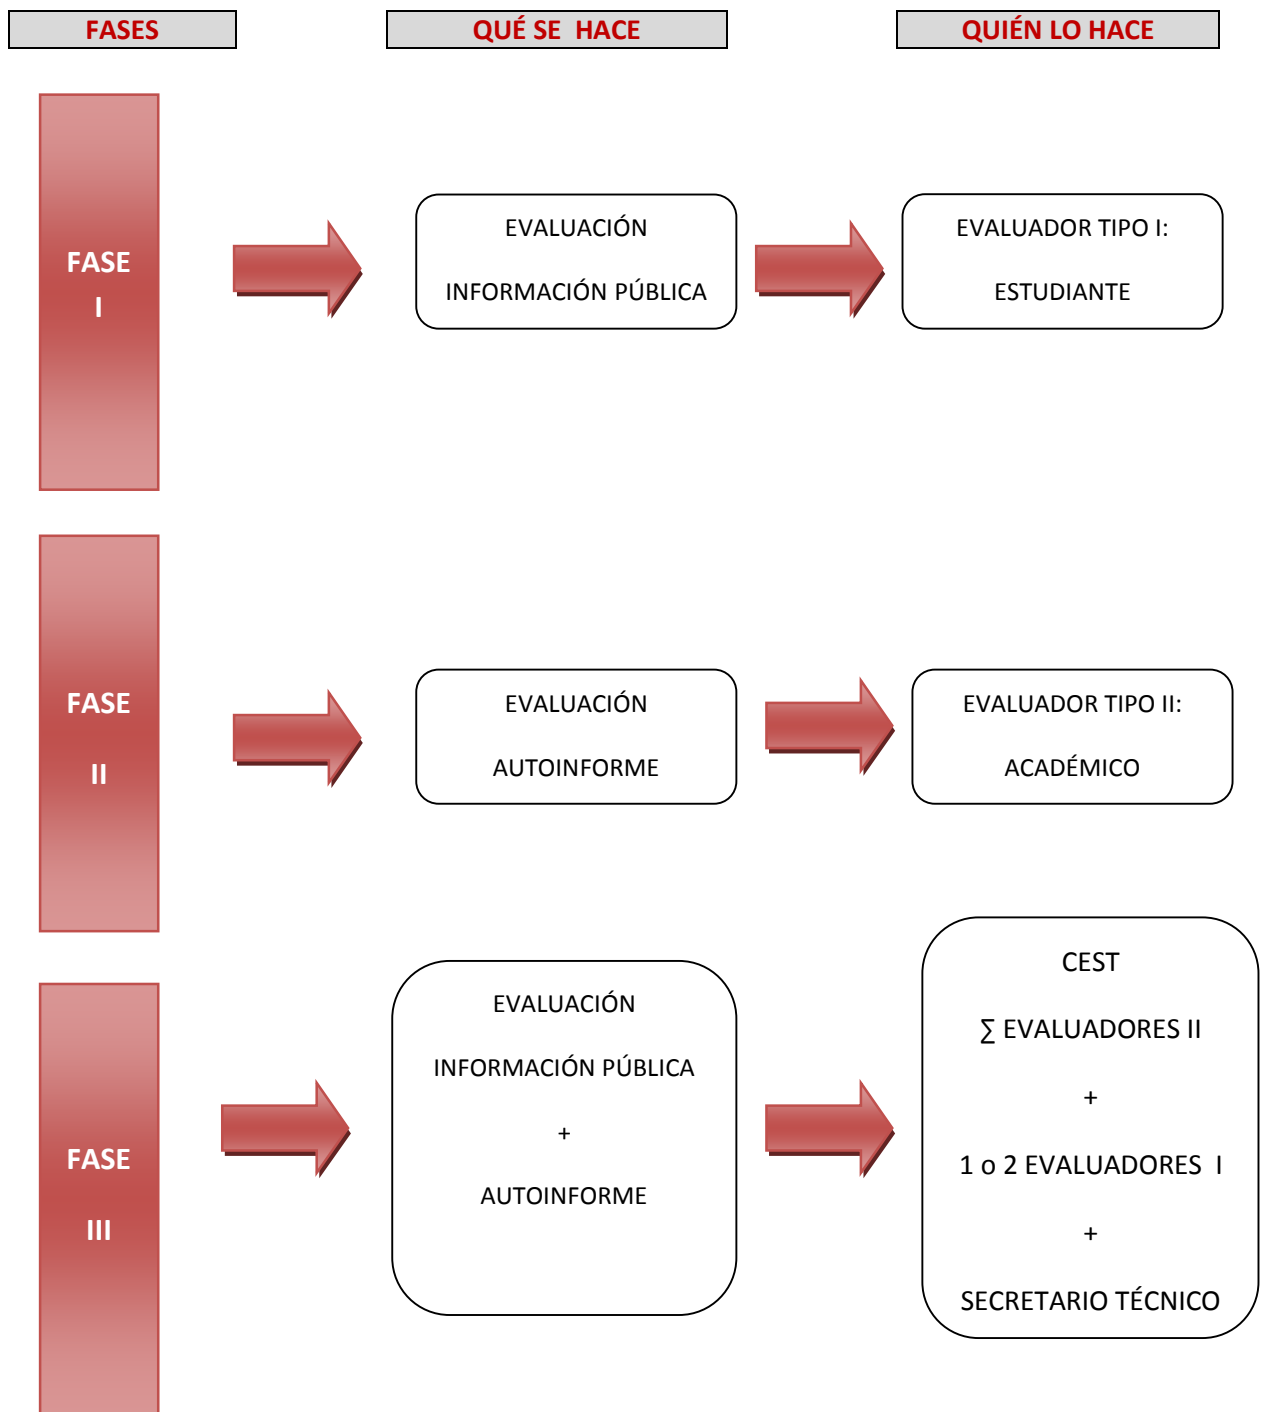 FASES
QUÉ SE HACE
QUIÉN LO HACE
FASE
I
EVALUACIÓN
INFORMACIÓN PÚBLICA
EVALUADOR TIPO I:
ESTUDIANTE
FASE
II
EVALUACIÓN
AUTOINFORME
EVALUADOR TIPO II:
ACADÉMICO
FASE
III
EVALUACIÓN
INFORMACIÓN PÚBLICA
+
AUTOINFORME
CEST
∑ EVALUADORES II
+
1 o 2 EVALUADORES I
+
SECRETARIO TÉCNICO